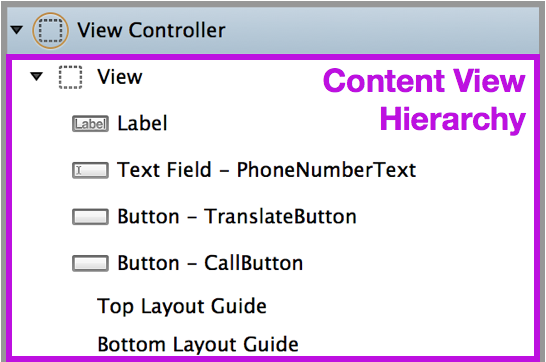 View Controller
View
Content View
Hierarchy
Label Label
Text Field - PhoneNumberText
Button - TranslateButton
Button - CallButton
Top Layout Guide
Bottom Layout Guide